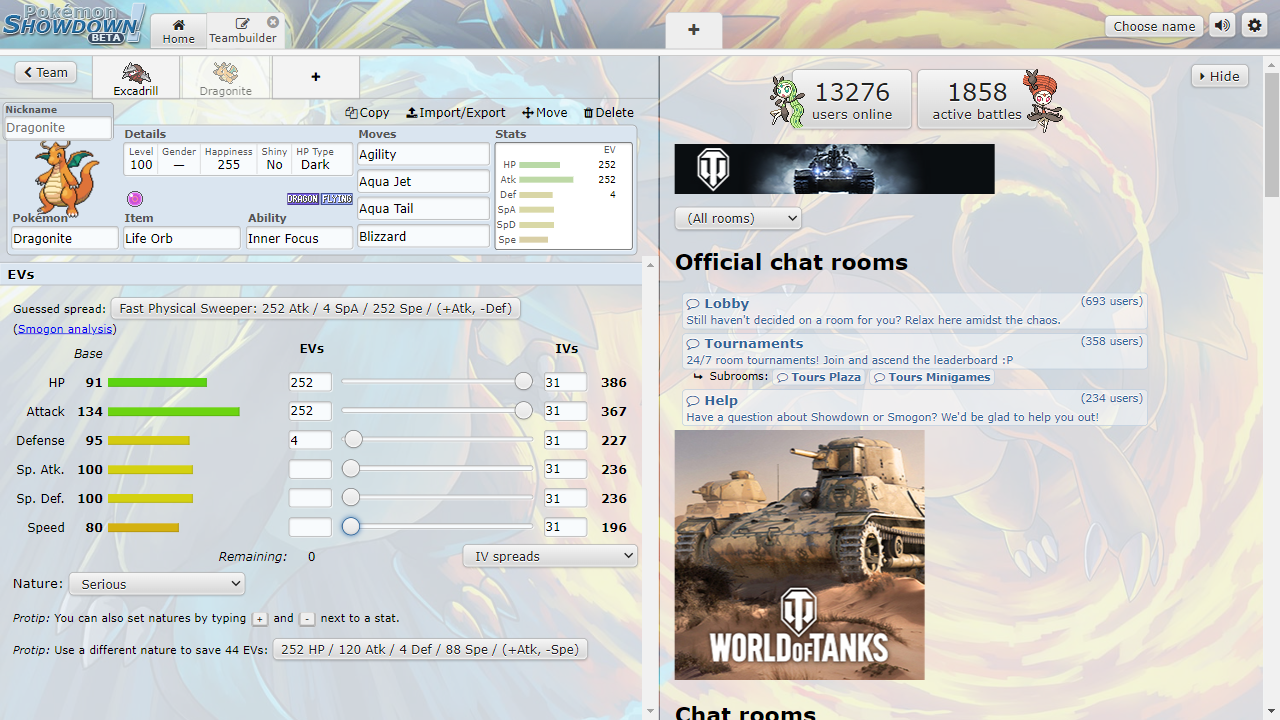 Pokémon
SHOWDOWN!
BETA
Home
Teambuilder
+
Choose name
Team
Excadrill
Dragonite
+
Copy
Import/Export
Move
Delete
Nickname
Dragonite
Details
Level
100
Gender
—
Happiness
255
Shiny
No
HP Type
Dark
DRAGON
FLYING
Pokémon
Dragonite
Item
Life Orb
Ability
Inner Focus
Moves
Agility
Aqua Jet
Aqua Tail
Blizzard
Stats
EV
HP 252
Atk 252
Def 4
SpA
SpD
Spe
EVs
Guessed spread: Fast Physical Sweeper: 252 Atk / 4 SpA / 252 Spe / (+Atk, -Def)
(Smogon analysis)
Base EVs IVs
HP 91 252 31 386
Attack 134 252 31 367
Defense 95 4 31 227
Sp. Atk. 100 31 236
Sp. Def. 100 31 236
Speed 80 31 196
Remaining: 0
IV spreads
Nature: Serious
Protip: You can also set natures by typing + and - next to a stat.
Protip: Use a different nature to save 44 EVs: 252 HP / 120 Atk / 4 Def / 88 Spe / (+Atk, -Spe)
13276
users online
1858
active battles
Hide
(All rooms)
Official chat rooms
Lobby (693 users)
Still haven't decided on a room for you? Relax here amidst the chaos.
Tournaments (358 users)
24/7 room tournaments! Join and ascend the leaderboard :P
Subrooms: Tours Plaza Tours Minigames
Help (234 users)
Have a question about Showdown or Smogon? We'd be glad to help you out!
WORLD OF TANKS
Chat rooms